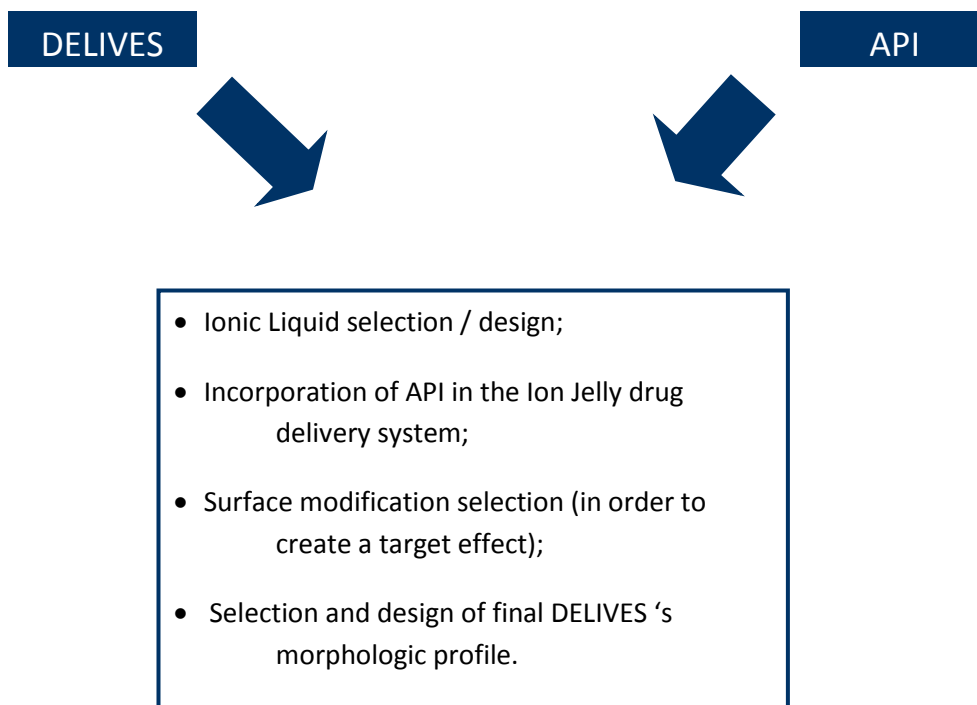 DELIVES
API
• Ionic Liquid selection / design;
• Incorporation of API in the Ion Jelly drug
delivery system;
• Surface modification selection (in order to
create a target effect);
• Selection and design of final DELIVES ‘s
morphologic profile.